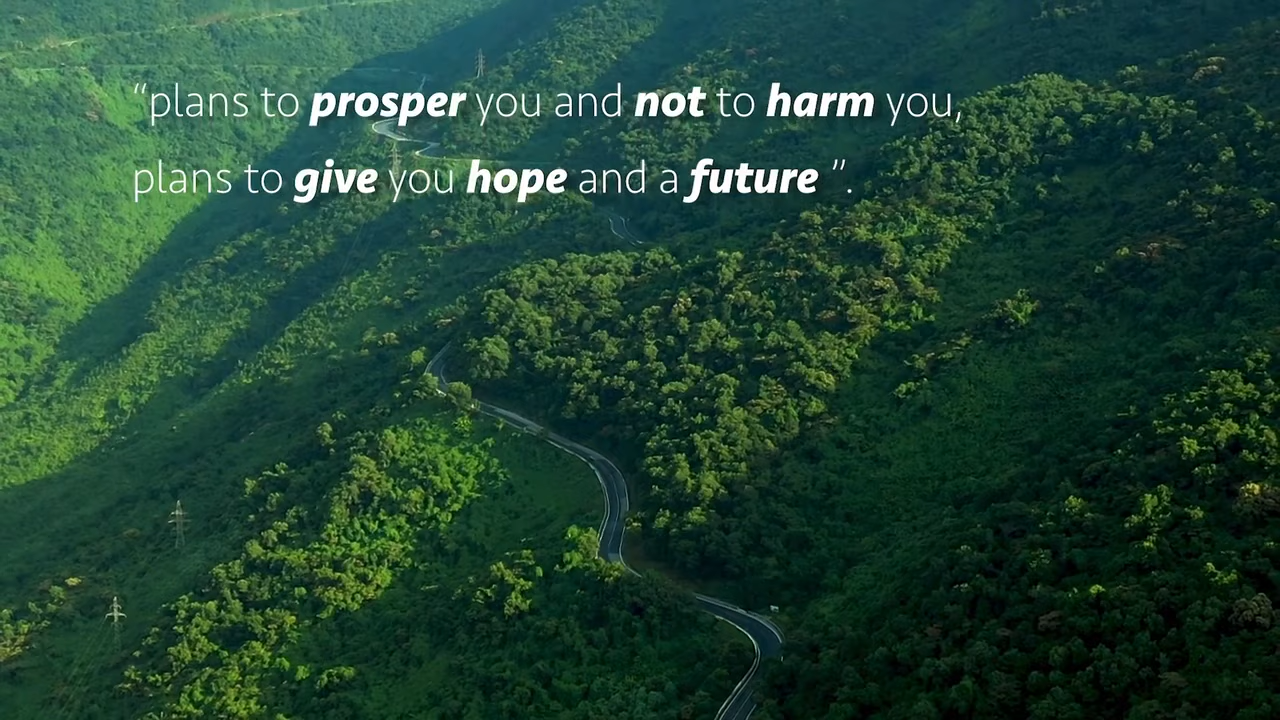 “plans to prosper you and not to harm you,
plans to give you hope and a future ”.